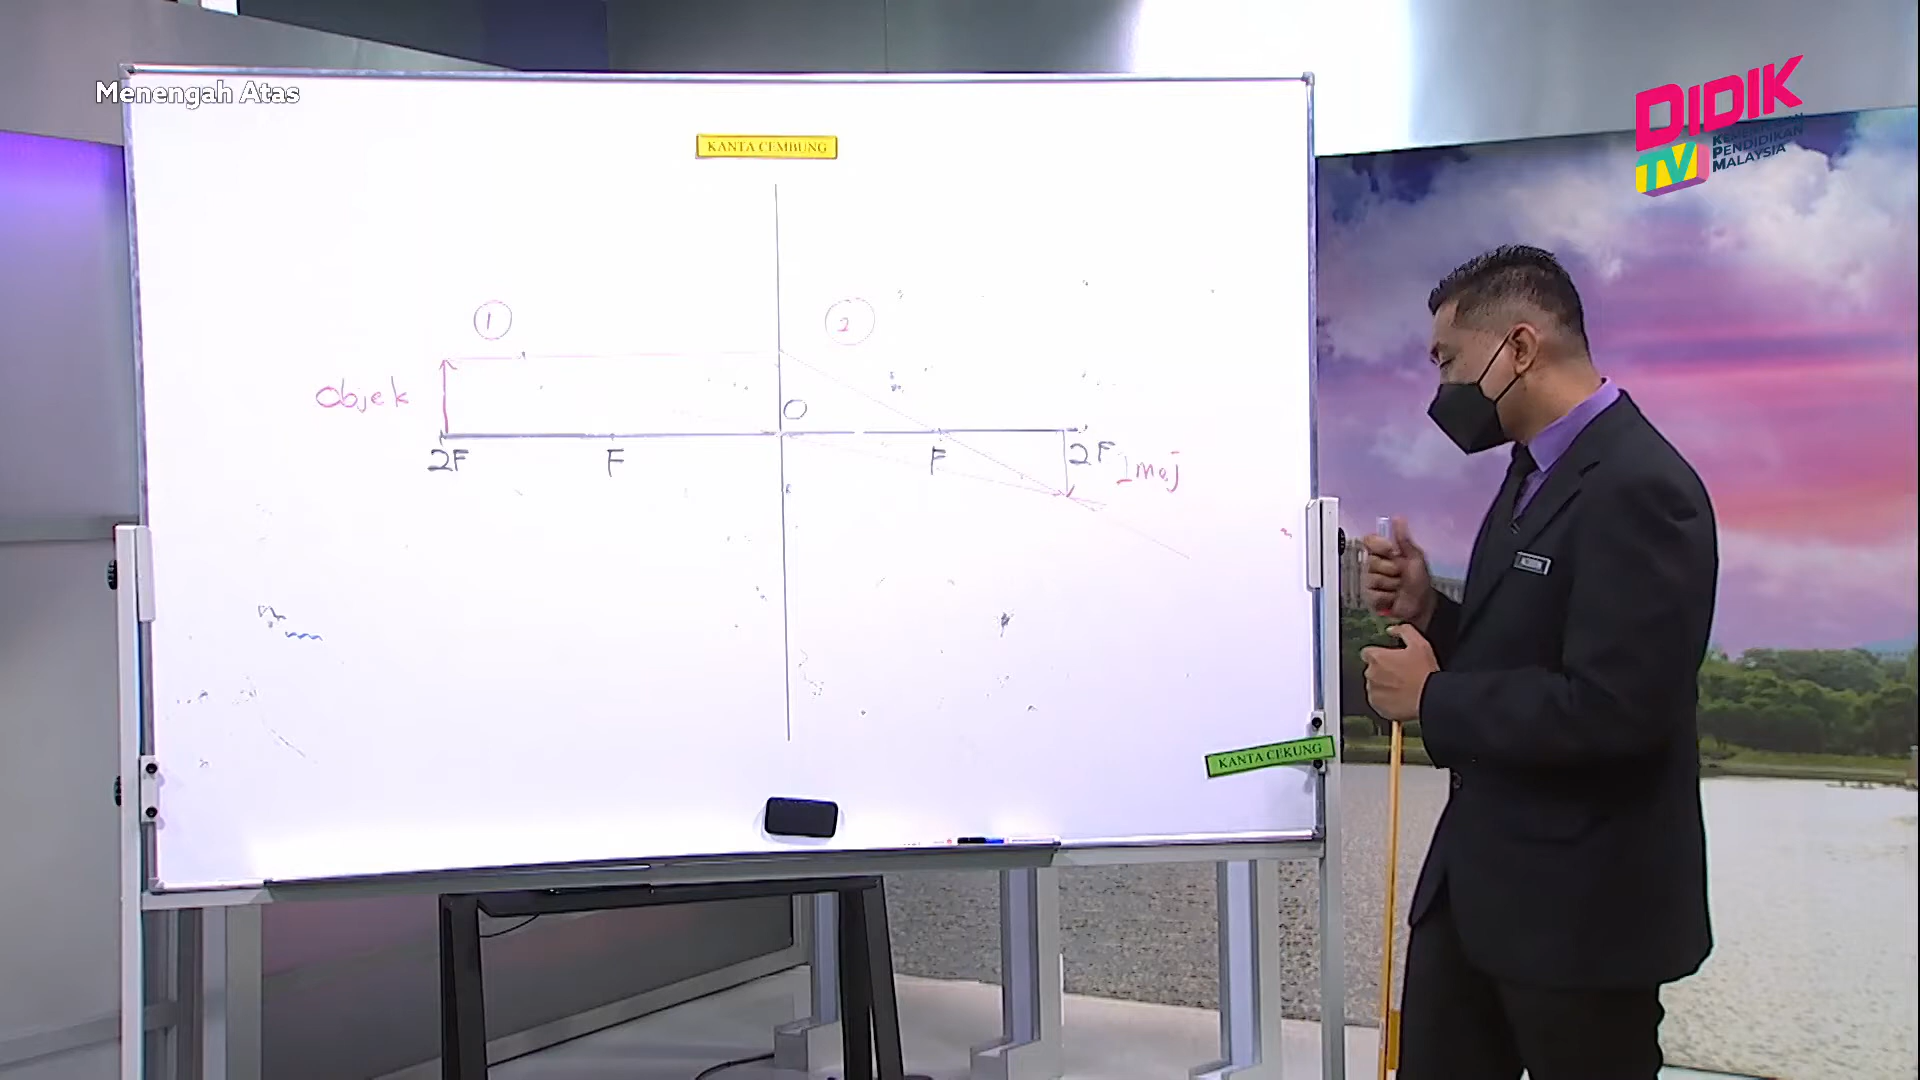 Menengah Atas
DIDIK
TV
KEMENTERIAN
PENDIDIKAN
MALAYSIA
KANTA CEMBUNG
1
2
Objek
O
2F
F
F
2F
Imej
KANTA CEKUNG